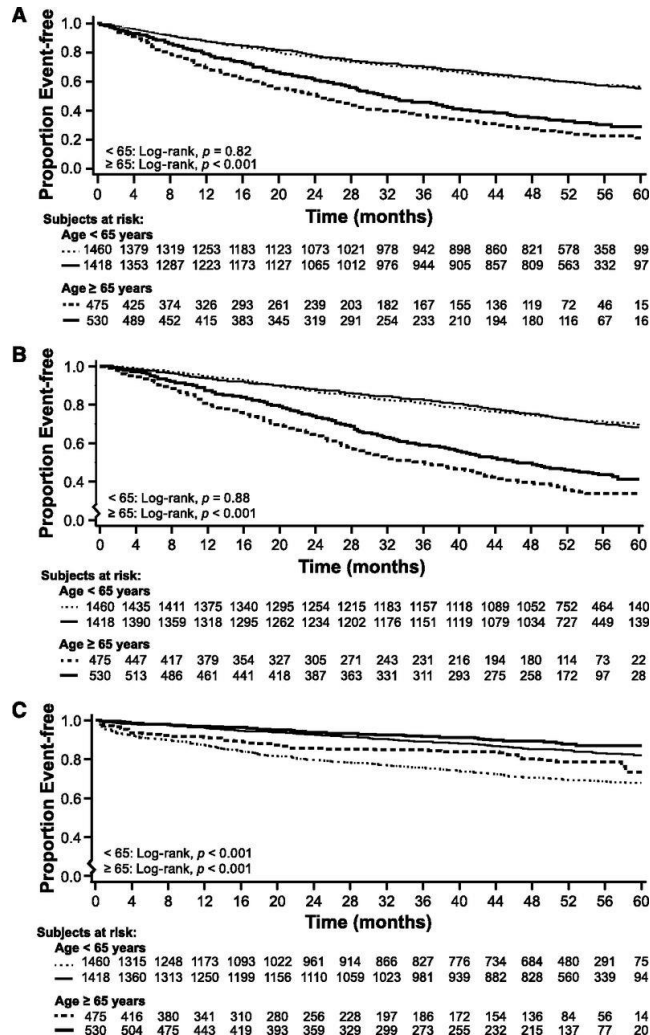 A
Proportion Event-free
1.0
0.8
0.6
0.4
0.2
0.0
< 65: Log-rank, p = 0.82
≥ 65: Log-rank, p < 0.001
0 4 8 12 16 20 24 28 32 36 40 44 48 52 56 60
Time (months)
Subjects at risk:
Age < 65 years
1460 1379 1319 1253 1183 1123 1073 1021 978 942 898 860 821 578 358 99
1418 1353 1287 1223 1173 1127 1065 1012 976 944 905 857 809 563 332 97
Age ≥ 65 years
475 425 374 326 293 261 239 203 182 167 155 136 119 72 46 15
530 489 452 415 383 345 319 291 254 233 210 194 180 116 67 16
B
Proportion Event-free
1.0
0.8
0.6
0.4
0.0
< 65: Log-rank, p = 0.88
≥ 65: Log-rank, p < 0.001
0 4 8 12 16 20 24 28 32 36 40 44 48 52 56 60
Time (months)
Subjects at risk:
Age < 65 years
1460 1435 1411 1375 1340 1295 1254 1215 1183 1157 1118 1089 1052 752 464 140
1418 1390 1359 1318 1295 1262 1234 1202 1176 1151 1119 1079 1034 727 449 139
Age ≥ 65 years
475 447 417 379 354 327 305 271 243 231 216 194 180 114 73 22
530 513 486 461 441 418 387 363 331 311 293 275 258 172 97 28
C
Proportion Event-free
1.0
0.8
0.6
0.4
0.0
< 65: Log-rank, p < 0.001
≥ 65: Log-rank, p < 0.001
0 4 8 12 16 20 24 28 32 36 40 44 48 52 56 60
Time (months)
Subjects at risk:
Age < 65 years
1460 1315 1248 1173 1093 1022 961 914 866 827 776 734 684 480 291 75
1418 1360 1313 1250 1199 1156 1110 1059 1023 981 939 882 828 560 339 94
Age ≥ 65 years
475 416 380 341 310 280 256 228 197 186 172 154 136 84 56 14
530 504 475 443 419 393 359 329 299 273 255 232 215 137 77 20